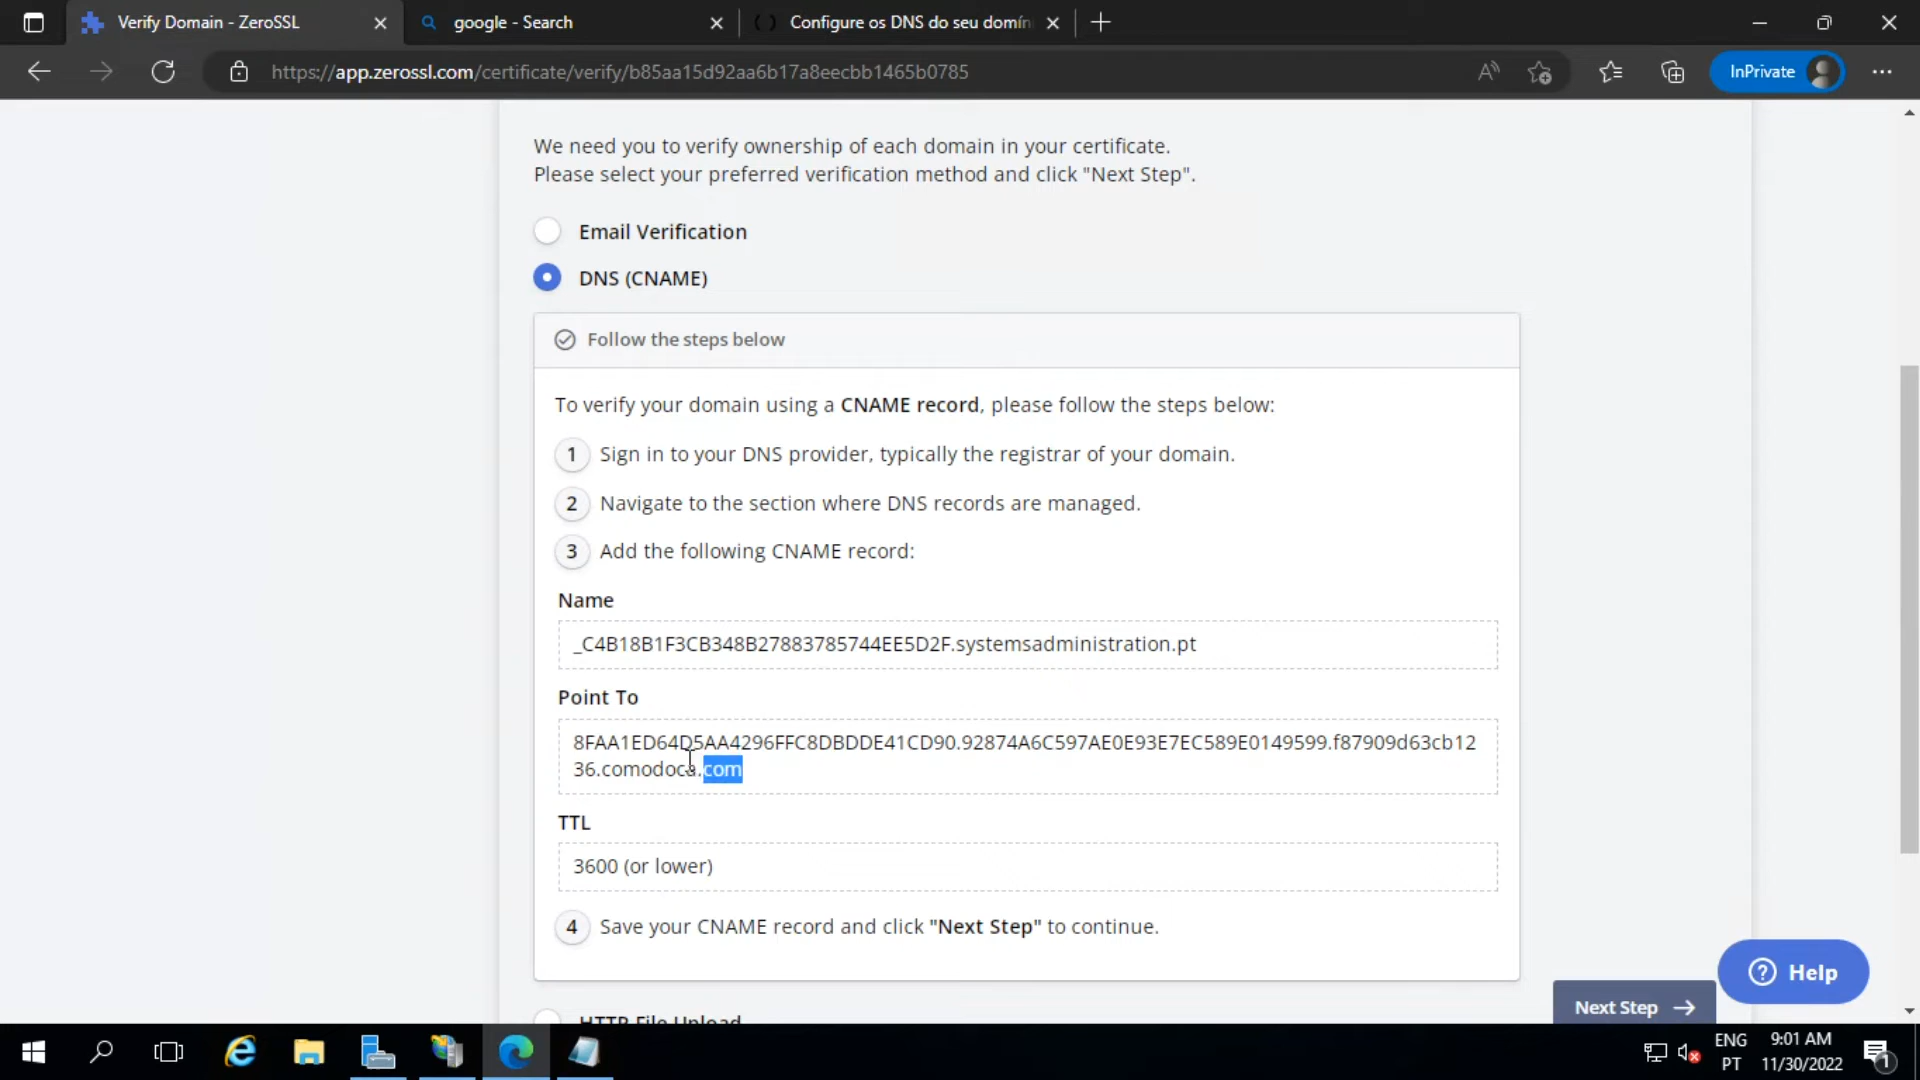 Verify Domain - ZeroSSL
google - Search
Configure os DNS do seu domín
https://app.zerossl.com/certificate/verify/b85aa15d92aa6b17a8eecbb1465b0785
InPrivate
We need you to verify ownership of each domain in your certificate.
Please select your preferred verification method and click "Next Step".
Email Verification
DNS (CNAME)
Follow the steps below
To verify your domain using a CNAME record, please follow the steps below:
1 Sign in to your DNS provider, typically the registrar of your domain.
2 Navigate to the section where DNS records are managed.
3 Add the following CNAME record:
Name
_C4B18B1F3CB348B27883785744EE5D2F.systemsadministration.pt
Point To
8FAA1ED64D5AA4296FFC8DBDDE41CD90.92874A6C597AE0E93E7EC589E0149599.f87909d63cb12
36.comodoca.com
TTL
3600 (or lower)
4 Save your CNAME record and click "Next Step" to continue.
Help
Next Step
HTTP File Upload
ENG
PT
9:01 AM
11/30/2022
1